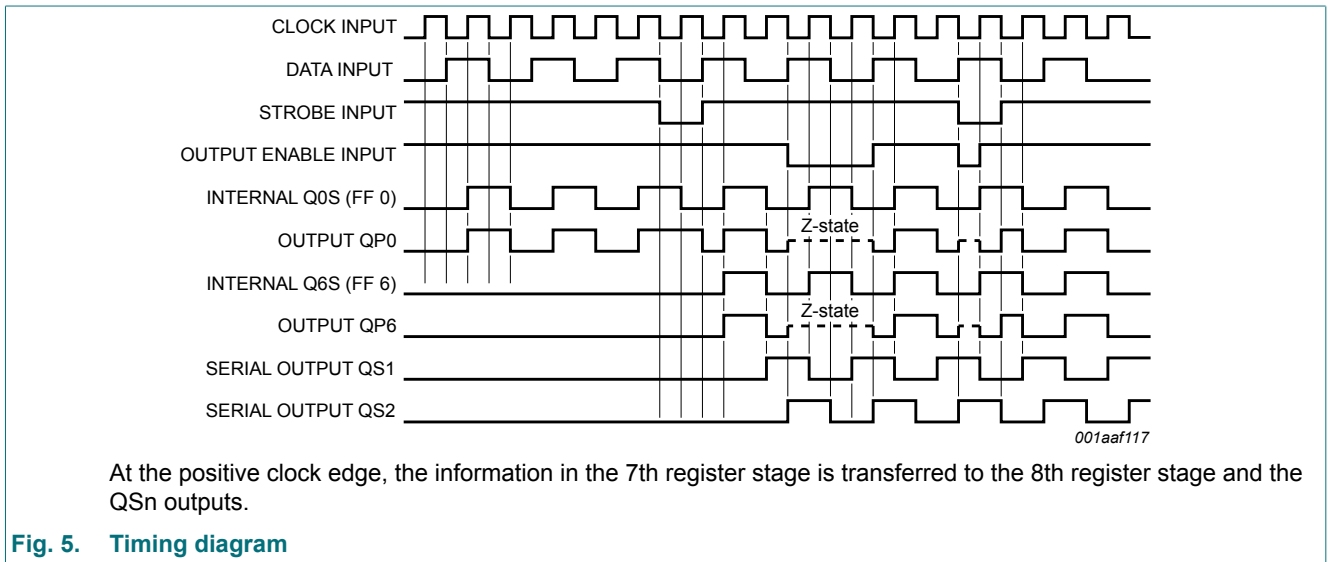 CLOCK INPUT
DATA INPUT
STROBE INPUT
OUTPUT ENABLE INPUT
INTERNAL Q0S (FF 0)
Z-state
OUTPUT QP0
INTERNAL Q6S (FF 6)
Z-state
OUTPUT QP6
SERIAL OUTPUT QS1
SERIAL OUTPUT QS2
001aaf117
At the positive clock edge, the information in the 7th register stage is transferred to the 8th register stage and the
QSn outputs.
Fig. 5. Timing diagram